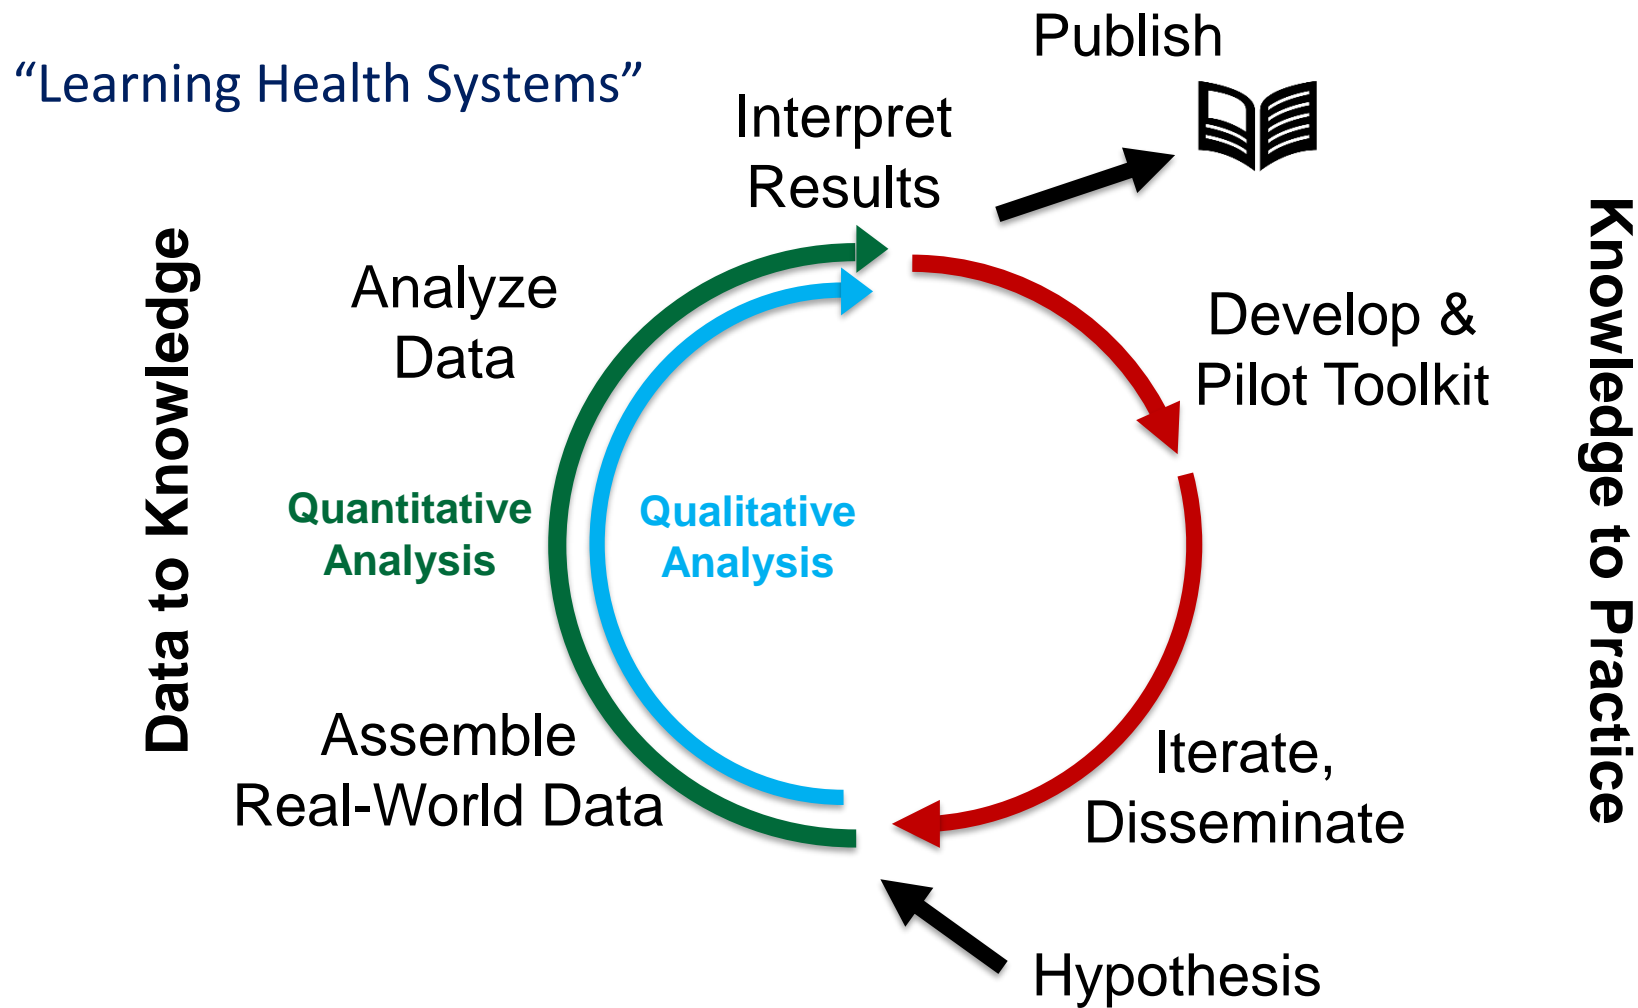 “Learning Health Systems”
Publish
Interpret
Results
Analyze
Data
Develop &
Pilot Toolkit
Data to Knowledge
Knowledge to Practice
Quantitative
Analysis
Qualitative
Analysis
Assemble
Real-World Data
Iterate,
Disseminate
Hypothesis